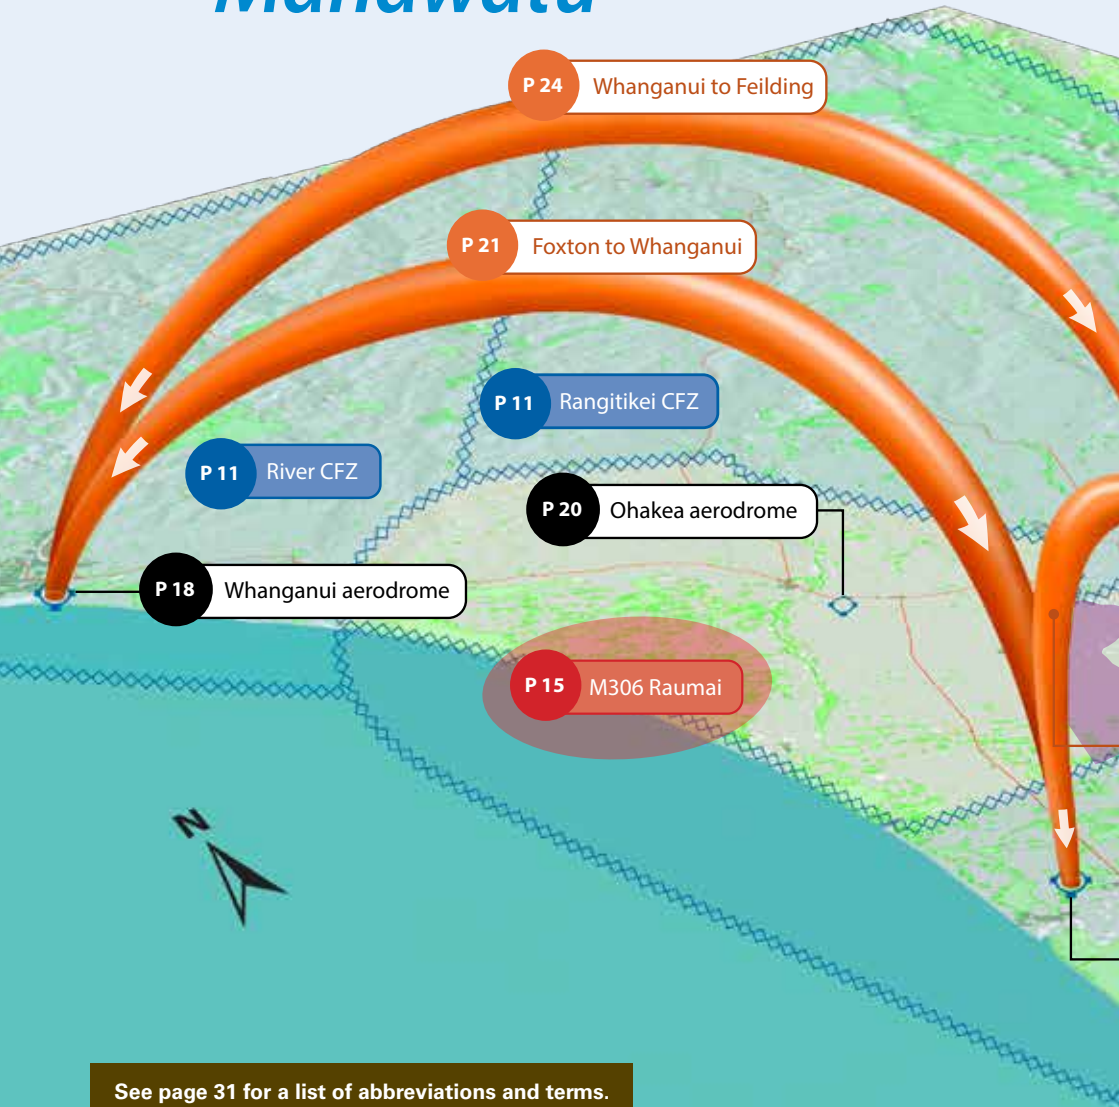 Manawatu
P 24 Whanganui to Feilding
P 21 Foxton to Whanganui
P 11 Rangitikei CFZ
P 11 River CFZ
P 20 Ohakea aerodrome
P 18 Whanganui aerodrome
P 15 M306 Raumai
N
See page 31 for a list of abbreviations and terms.